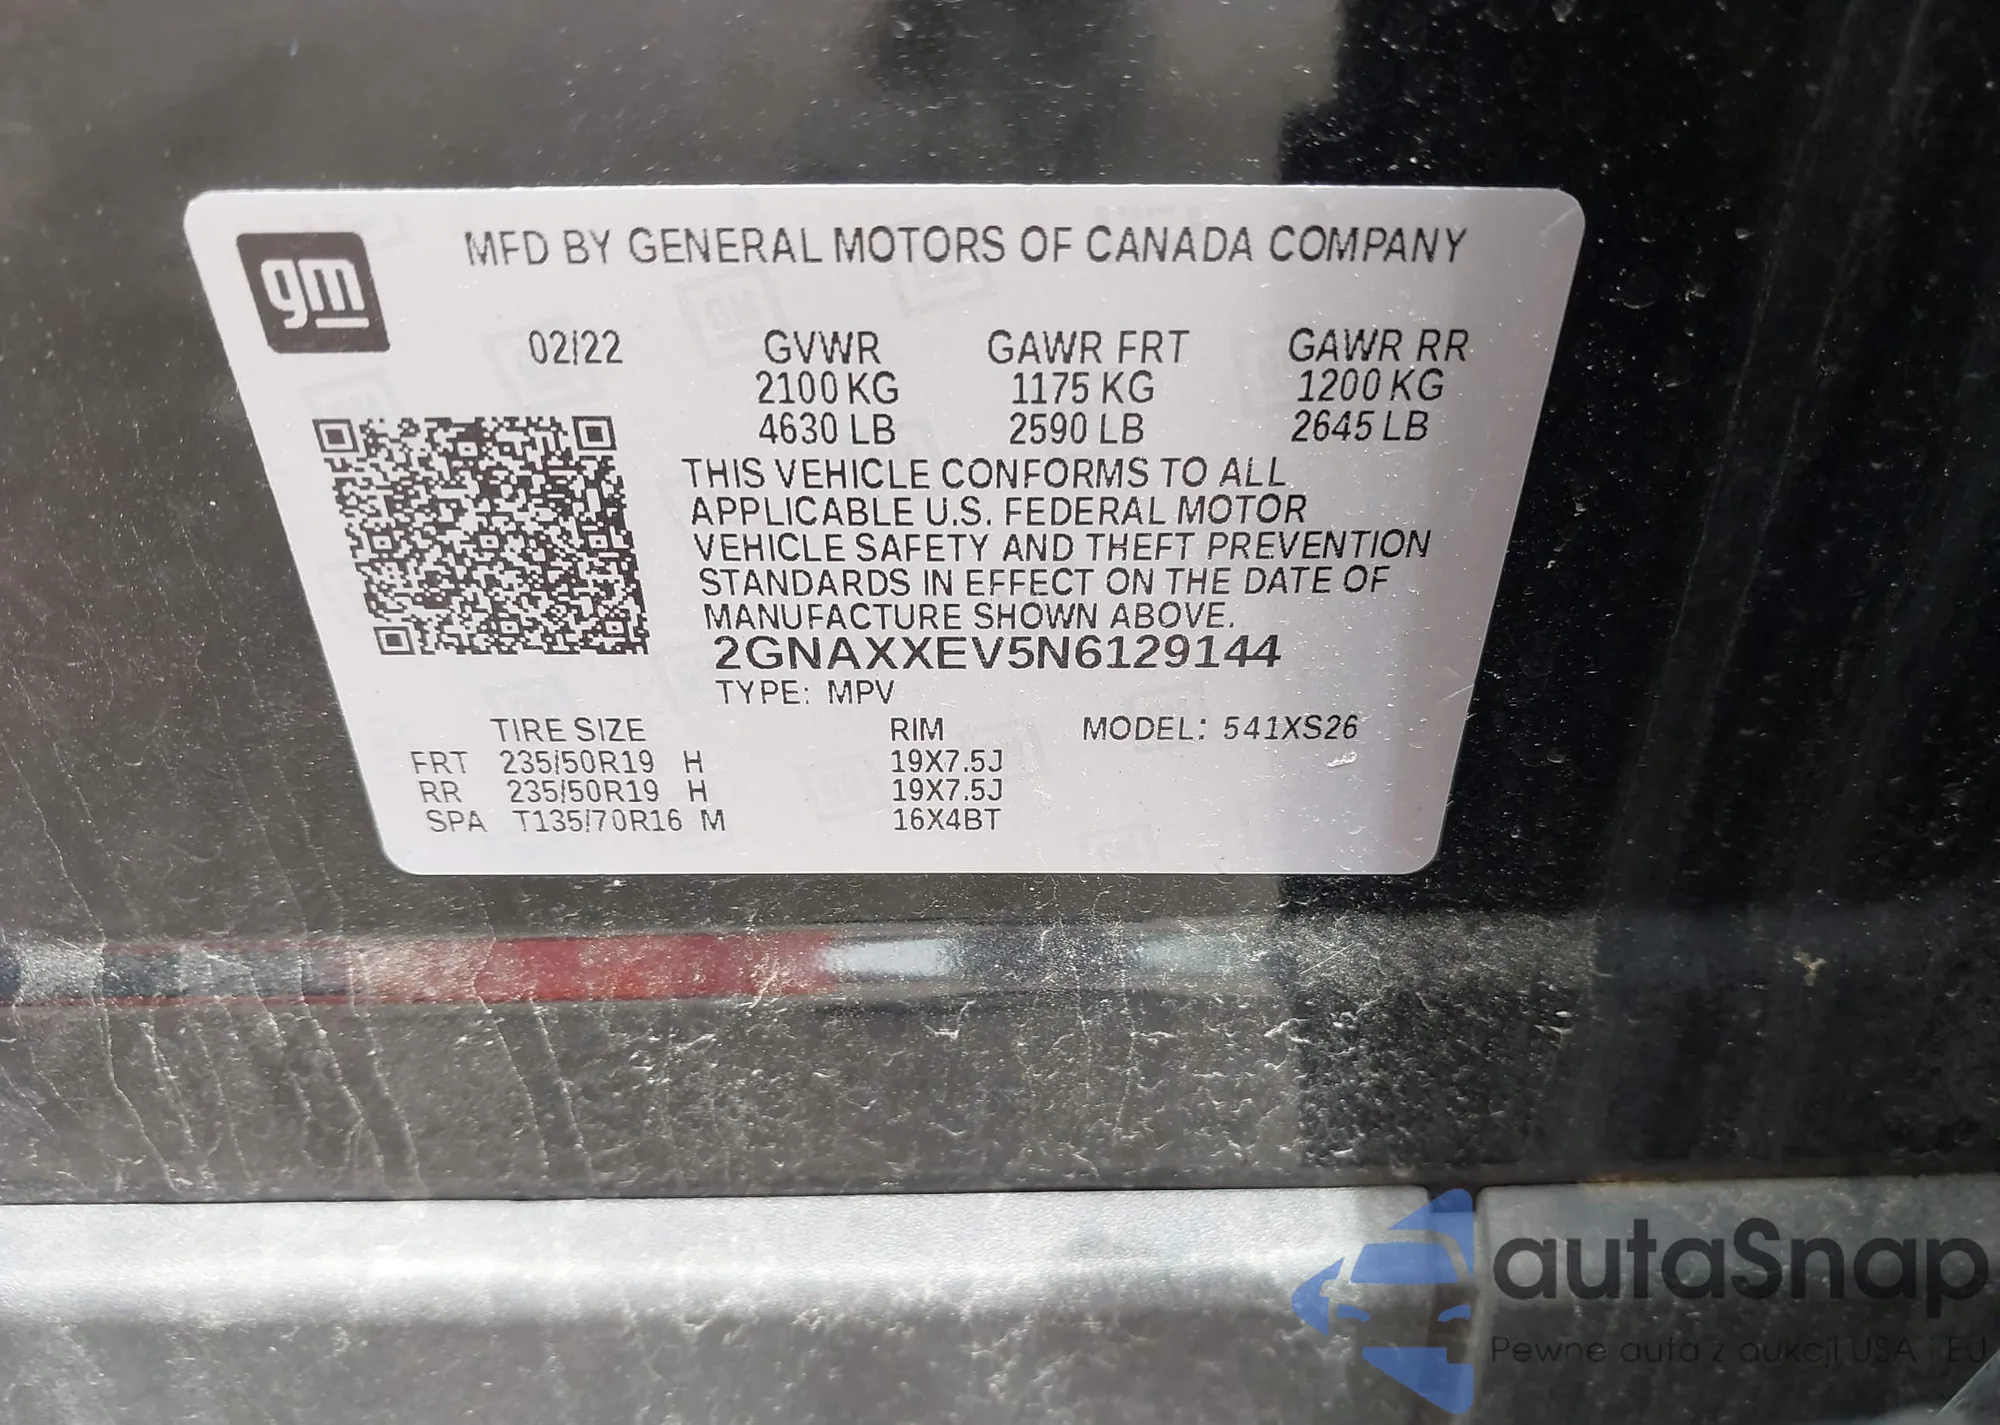 gm
MFD BY GENERAL MOTORS OF CANADA COMPANY
02/22 GVWR GAWR FRT GAWR RR
2100 KG 1175 KG 1200 KG
4630 LB 2590 LB 2645 LB
THIS VEHICLE CONFORMS TO ALL
APPLICABLE U.S. FEDERAL MOTOR
VEHICLE SAFETY AND THEFT PREVENTION
STANDARDS IN EFFECT ON THE DATE OF
MANUFACTURE SHOWN ABOVE.
2GNAXXEV5N6129144
TYPE: MPV
TIRE SIZE RIM MODEL: 541XS26
FRT 235/50R19 H 19X7.5J
RR 235/50R19 H 19X7.5J
SPA T135/70R16 M 16X4BT
autaSnap
Pewne auta z aukcji USA i EU